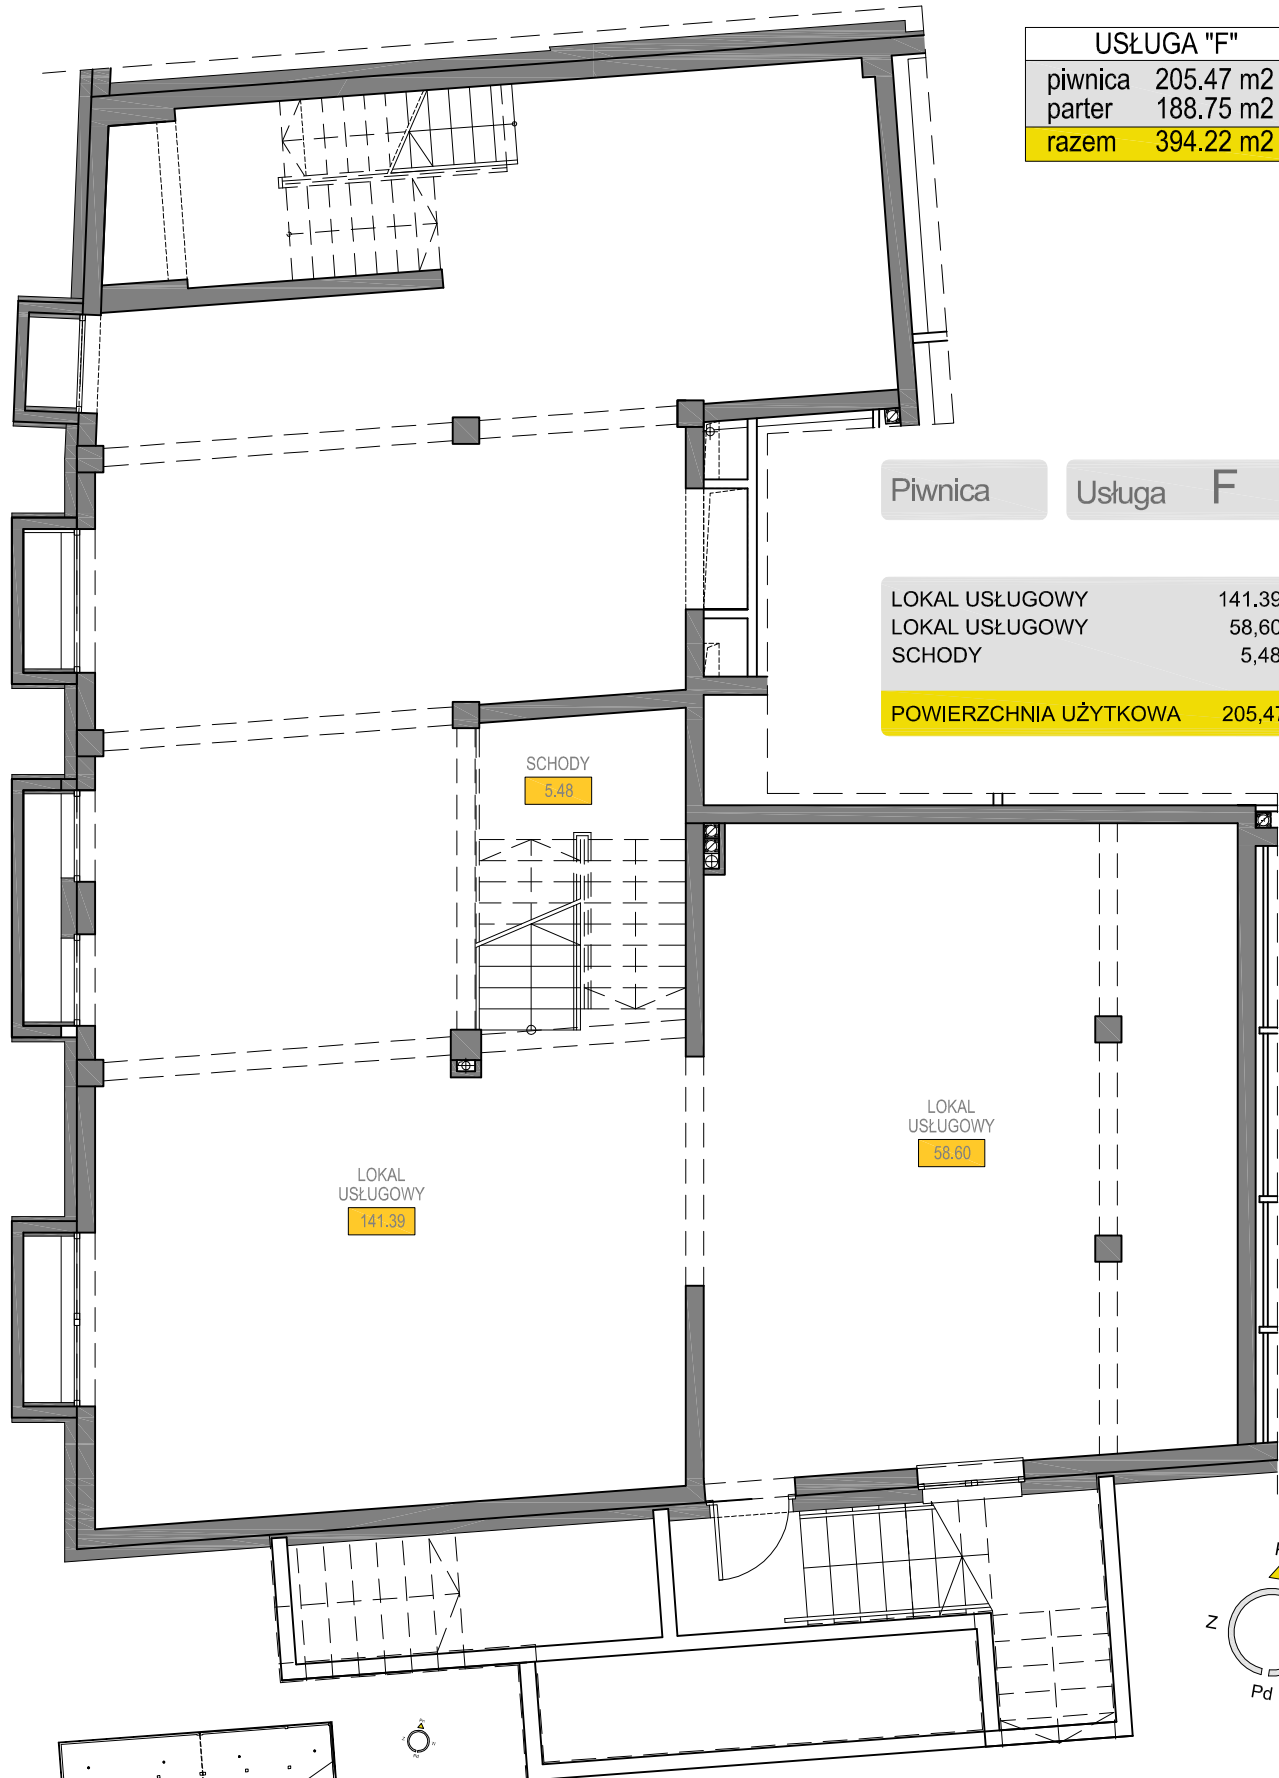 USŁUGA "F"
piwnica 205.47 m2
parter 188.75 m2
razem 394.22 m2
Piwnica
Usługa F
LOKAL USŁUGOWY 141.39
LOKAL USŁUGOWY 58,60
SCHODY 5,48
POWIERZCHNIA UŻYTKOWA 205,47
SCHODY
5.48
LOKAL
USŁUGOWY
58.60
LOKAL
USŁUGOWY
141.39
Z
Pd